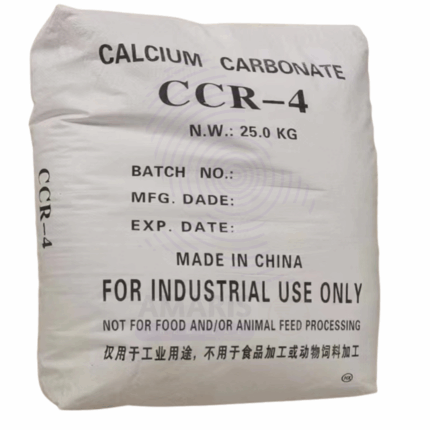 CALCIUM CARBONATE
CCR-4
N.W.: 25.0 KG
BATCH NO.:
MFG. DADE:
EXP. DATE:
MADE IN CHINA
FOR INDUSTRIAL USE ONLY
NOT FOR FOOD AND/OR ANIMAL FEED PROCESSING
仅用于工业用途，不用于食品加工或动物饲料加工
CCR-4
AMARIS